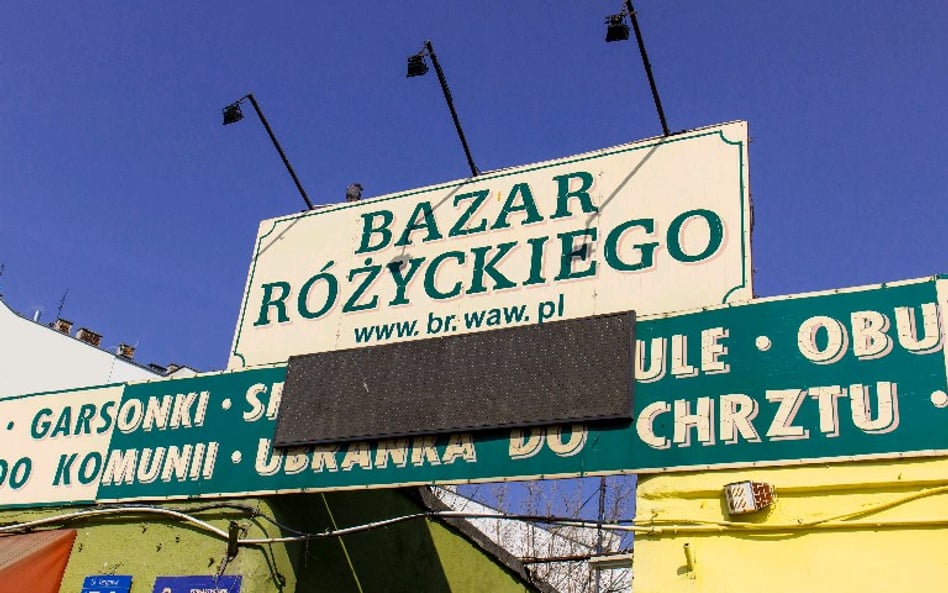 BAZAR
RÓŻYCKIEGO
www.br.waw.pl
· GARSONKI · ULE · OBU
DO KOMUNII · UBRANKA DO CHRZTU ·